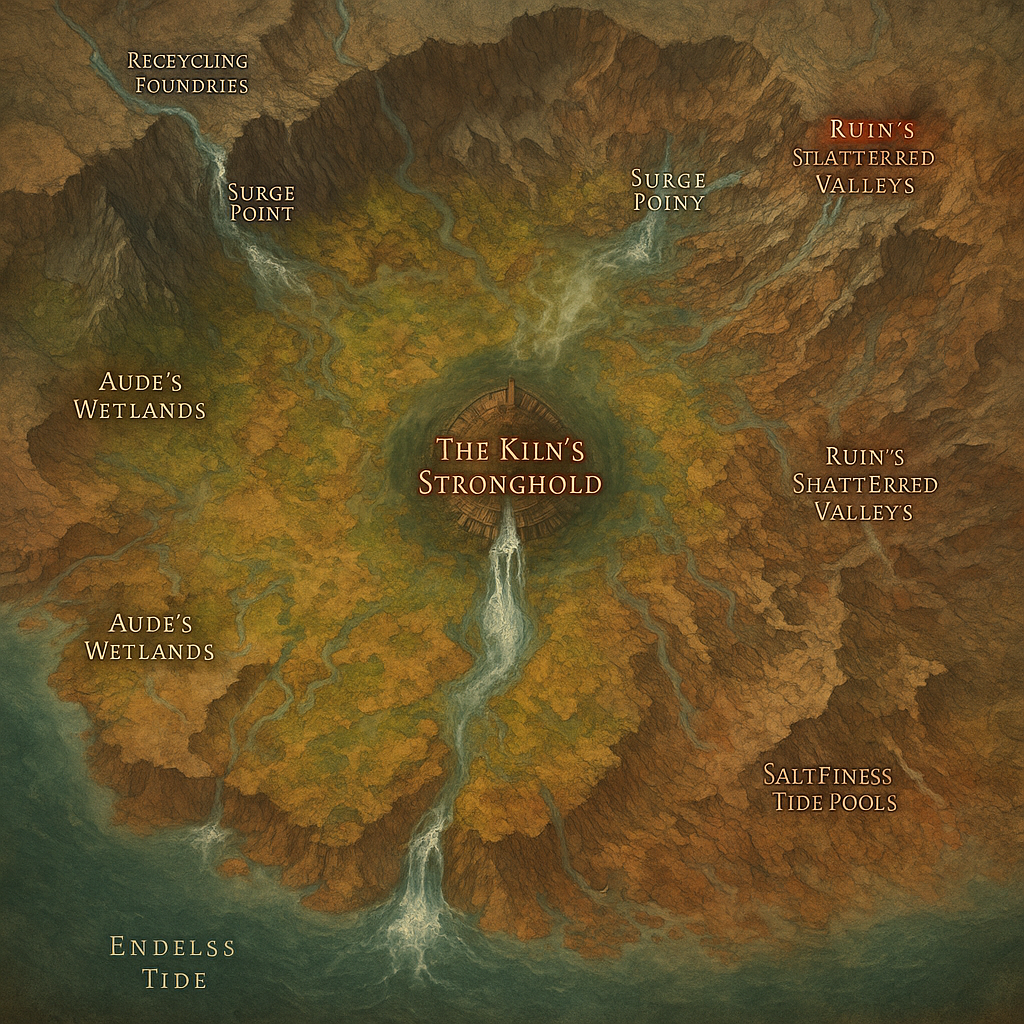 RECEYCLING
FOUNDRIES
RUIN'S
STLATTERRED
VALLEYS
SURGE
POINT
SURGE
POINY
AUDE'S
WETLANDS
THE KILN'S
STRONGHOLD
RUIN''S
SHATTERRED
VALLEYS
AUDE'S
WETLANDS
SALTFINESS
TIDE POOLS
ENDELSS
TIDE